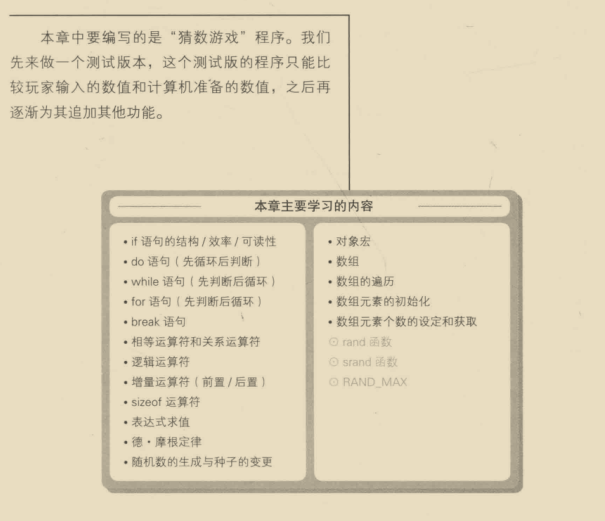 本章中要编写的是“猜数游戏”程序。我们
先来做一个测试版本，这个测试版的程序只能比
较玩家输入的数值和计算机准备的数值，之后再
逐渐为其追加其他功能。
本章主要学习的内容
• if 语句的结构 / 效率 / 可读性
• do 语句（先循环后判断）
• while 语句（先判断后循环）
• for 语句（先判断后循环）
• break 语句
• 相等运算符和关系运算符
• 逻辑运算符
• 增量运算符（前置 / 后置）
• sizeof 运算符
• 表达式求值
• 德·摩根定律
• 随机数的生成与种子的变更
• 对象宏
• 数组
• 数组的遍历
• 数组元素的初始化
• 数组元素个数的设定和获取
⊙ rand 函数
⊙ srand 函数
⊙ RAND_MAX